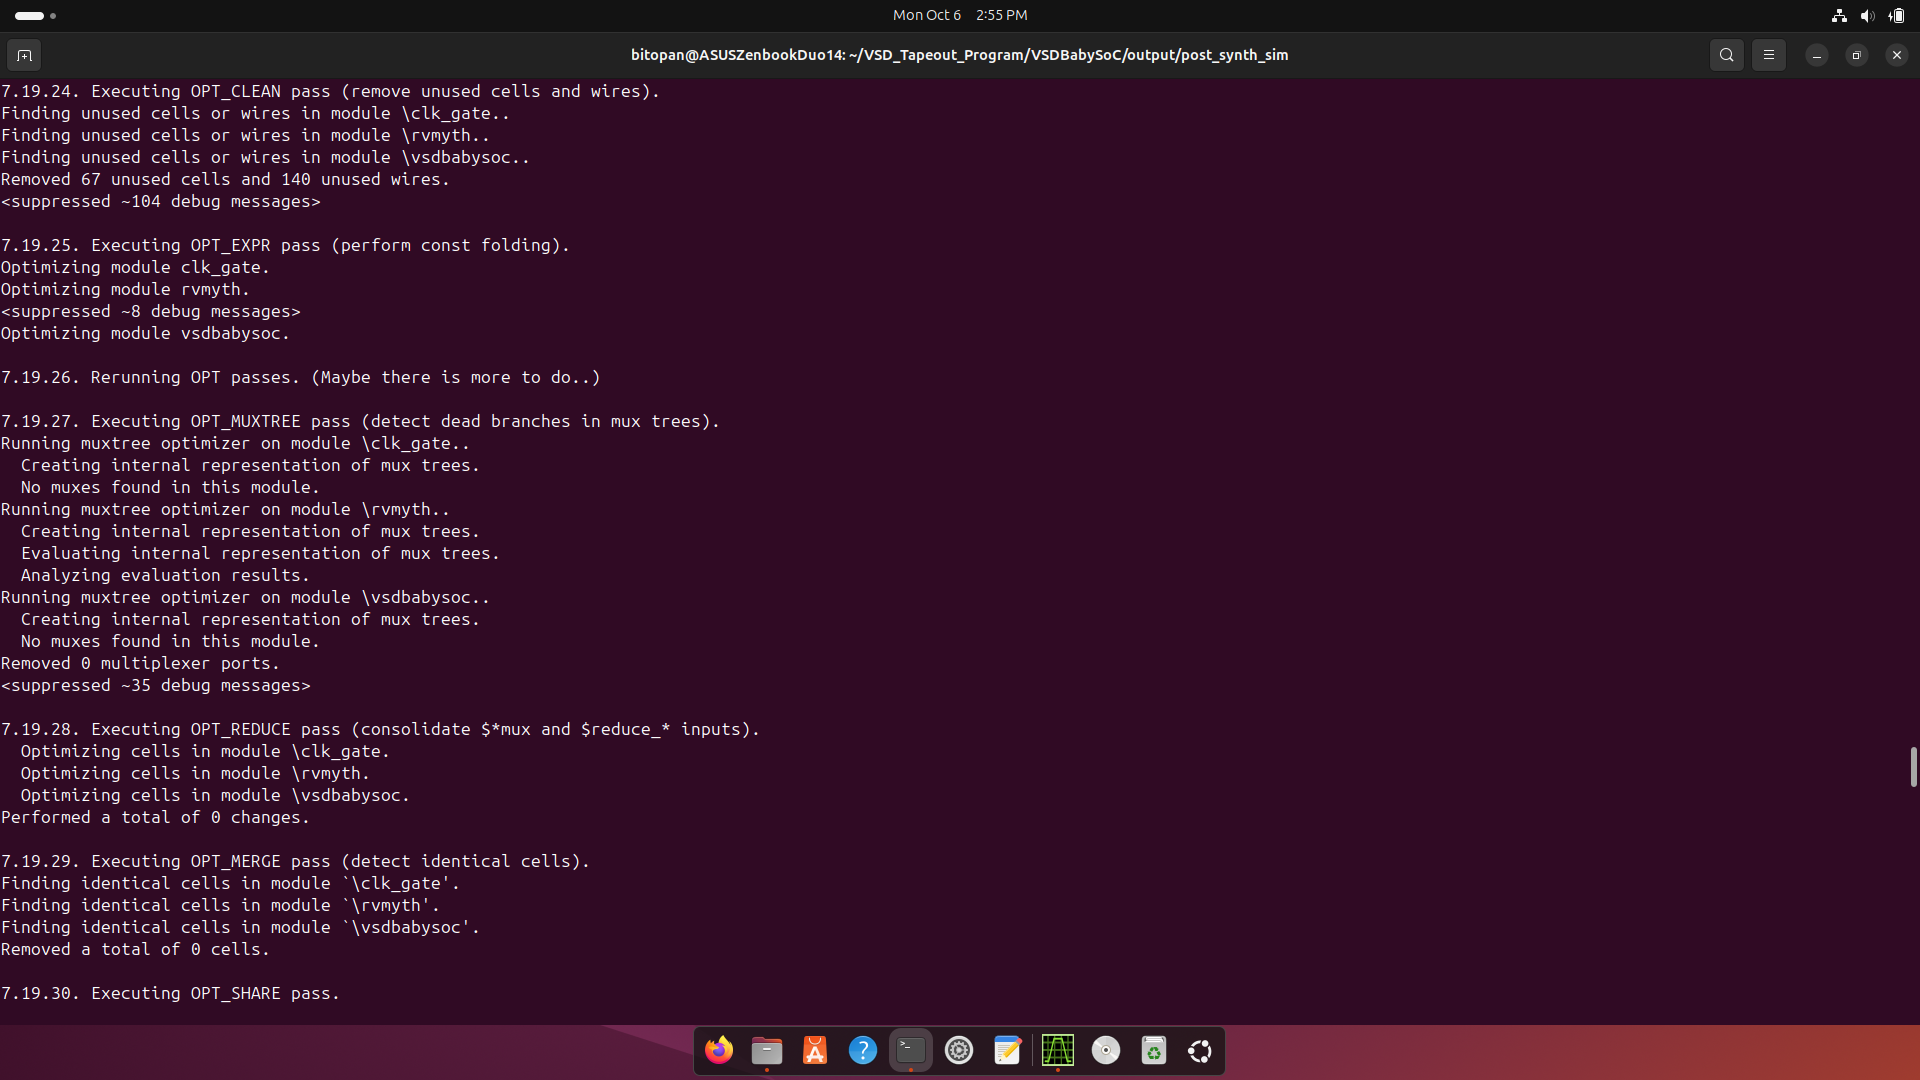 Mon Oct 6 2:55 PM
bitopan@ASUSZenbookDuo14: ~/VSD_Tapeout_Program/VSDBabySoC/output/post_synth_sim
7.19.24. Executing OPT_CLEAN pass (remove unused cells and wires).
Finding unused cells or wires in module \clk_gate..
Finding unused cells or wires in module \rvmyth..
Finding unused cells or wires in module \vsdbabysoc..
Removed 67 unused cells and 140 unused wires.
<suppressed ~104 debug messages>
7.19.25. Executing OPT_EXPR pass (perform const folding).
Optimizing module clk_gate.
Optimizing module rvmyth.
<suppressed ~8 debug messages>
Optimizing module vsdbabysoc.
7.19.26. Rerunning OPT passes. (Maybe there is more to do..)
7.19.27. Executing OPT_MUXTREE pass (detect dead branches in mux trees).
Running muxtree optimizer on module \clk_gate..
  Creating internal representation of mux trees.
  No muxes found in this module.
Running muxtree optimizer on module \rvmyth..
  Creating internal representation of mux trees.
  Evaluating internal representation of mux trees.
  Analyzing evaluation results.
Running muxtree optimizer on module \vsdbabysoc..
  Creating internal representation of mux trees.
  No muxes found in this module.
Removed 0 multiplexer ports.
<suppressed ~35 debug messages>
7.19.28. Executing OPT_REDUCE pass (consolidate $*mux and $reduce_* inputs).
  Optimizing cells in module \clk_gate.
  Optimizing cells in module \rvmyth.
  Optimizing cells in module \vsdbabysoc.
Performed a total of 0 changes.
7.19.29. Executing OPT_MERGE pass (detect identical cells).
Finding identical cells in module `\clk_gate'.
Finding identical cells in module `\rvmyth'.
Finding identical cells in module `\vsdbabysoc'.
Removed a total of 0 cells.
7.19.30. Executing OPT_SHARE pass.